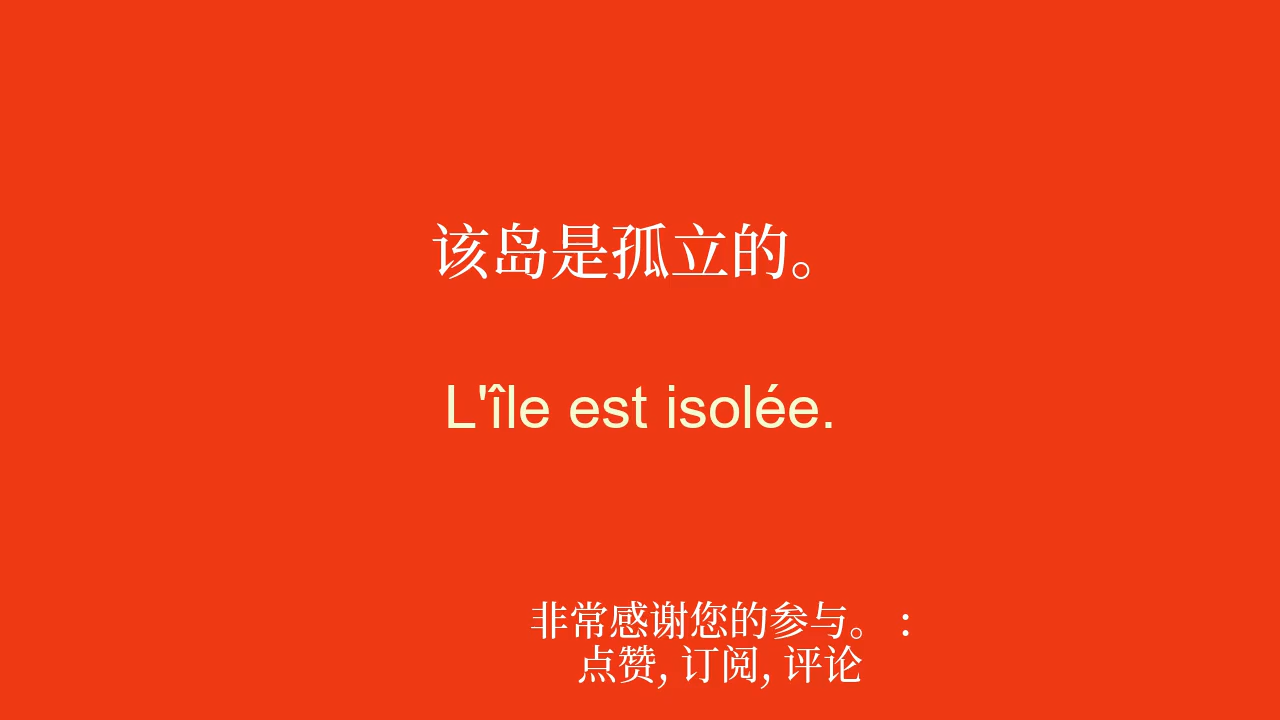 该岛是孤立的。
L'île est isolée.
非常感谢您的参与。 :
点赞, 订阅, 评论